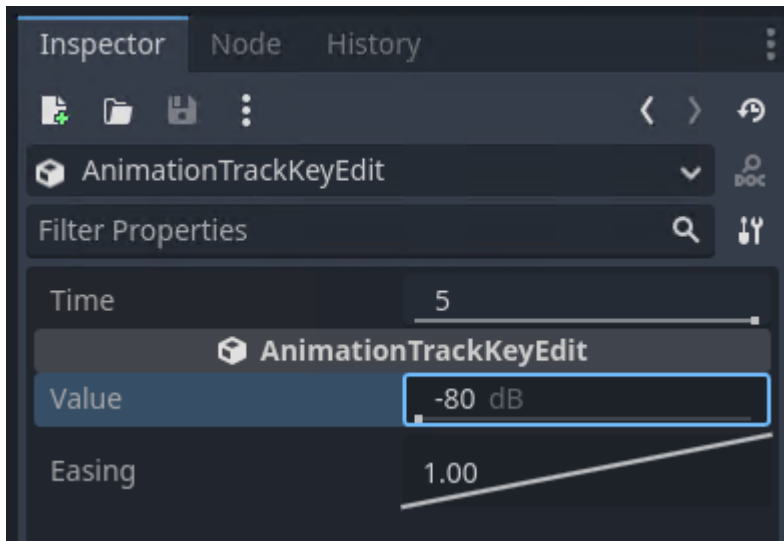 Inspector Node History
AnimationTrackKeyEdit
DOC
Filter Properties
Time 5
AnimationTrackKeyEdit
Value -80 dB
Easing 1.00